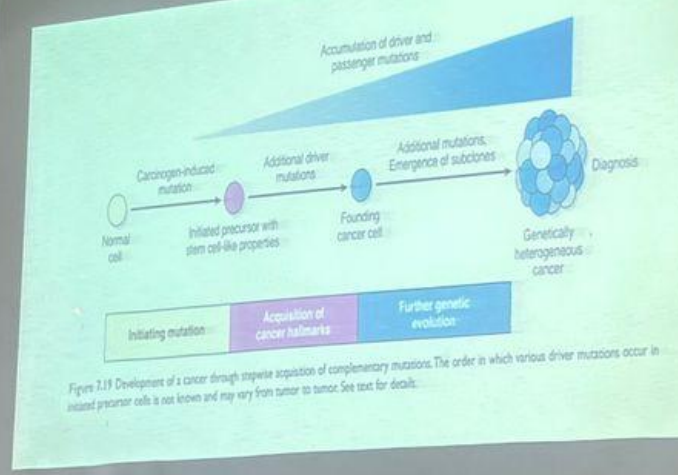 Accumulation of driver and
passenger mutations
Carcinogen-induced
mutation
Additional driver
mutations
Additional mutations,
Emergence of subclones
Diagnosis
Normal
cell
Initiated precursor with
stem cell-like properties
Founding
cancer cell
Genetically
heterogeneous
cancer
Initiating mutation
Acquisition of
cancer hallmarks
Further genetic
evolution
Figure 7.19 Development of a cancer through stepwise acquisition of complementary mutations. The order in which various driver mutations occur in
initiated precursor cells is not known and may vary from tumor to tumor. See text for details.